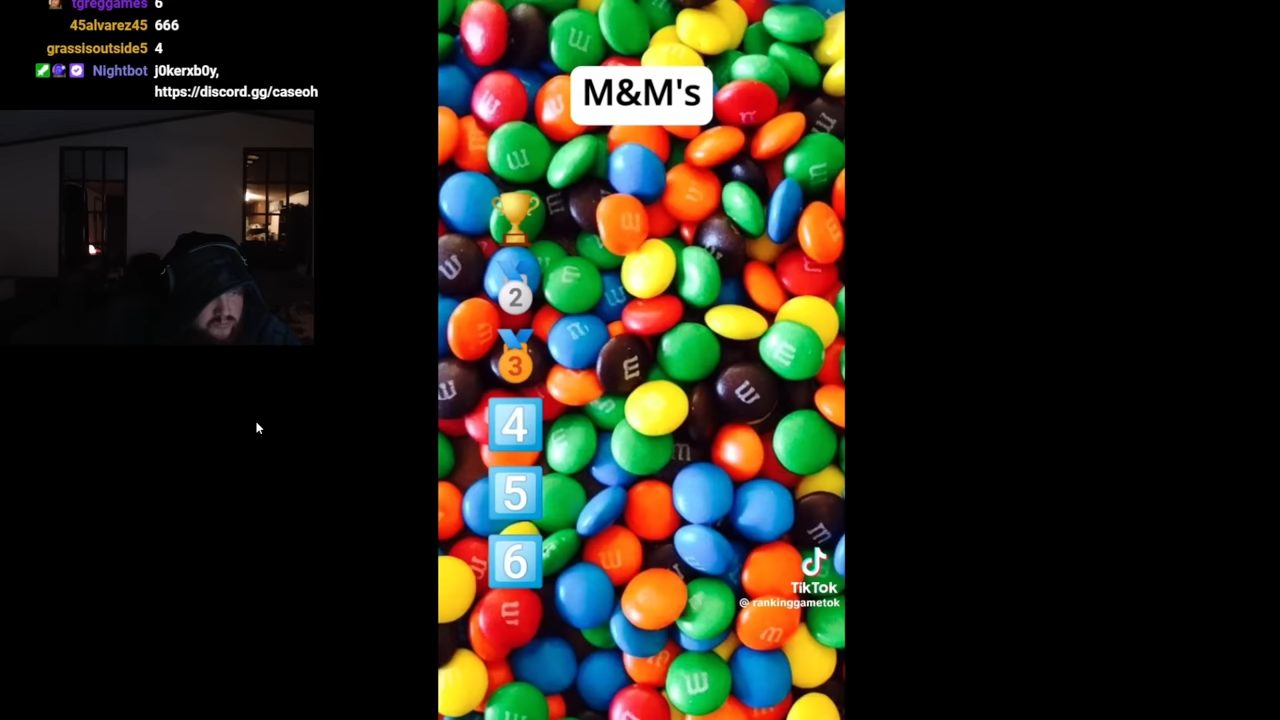 tgreggames 6
45alvarez45 666
grassisoutside5 4
Nightbot j0kerxb0y,
https://discord.gg/caseoh
M&M's
2
3
4
5
6
TikTok
@ rankinggametok